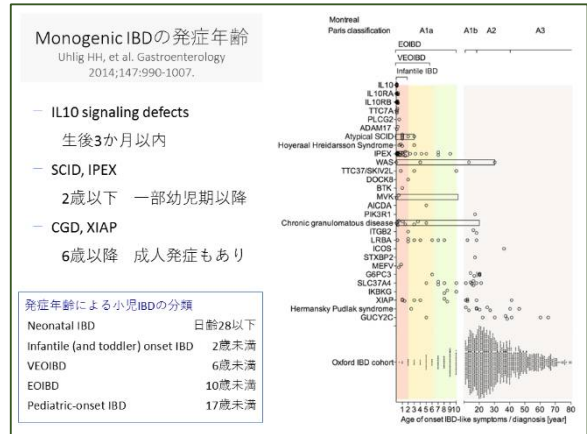 Monogenic IBDの発症年齢
Uhlig HH, et al. Gastroenterology
2014;147:990-1007.
– IL10 signaling defects
生後3か月以内
– SCID, IPEX
2歳以下 一部幼児期以降
– CGD, XIAP
6歳以降 成人発症もあり
発症年齢による小児IBDの分類
Neonatal IBD 日齢28以下
Infantile (and toddler) onset IBD 2歳未満
VEOIBD 6歳未満
EOIBD 10歳未満
Pediatric-onset IBD 17歳未満
Montreal
Paris classification A1a A1b A2 A3
EOIBD
VEOIBD
Infantile IBD
IL10
IL10RA
IL10RB
TTC7A
PLCG2
ADAM17
Atypical SCID
Hoyeraal Hreidarsson Syndrome
IPEX
WAS
TTC37/SKIV2L
DOCK8
BTK
MVK
AICDA
PIK3R1
Chronic granulomatous disease
ITGB2
LRBA
ICOS
STXBP2
MEFV
G6PC3
SLC37A4
IKBKG
XIAP
Hermansky Pudlak syndrome
GUCY2C
Oxford IBD cohort
1 2 3 4 5 6 7 8 9 10 20 30 40 50 60 70 80
Age of onset IBD-like symptoms / diagnosis [year]